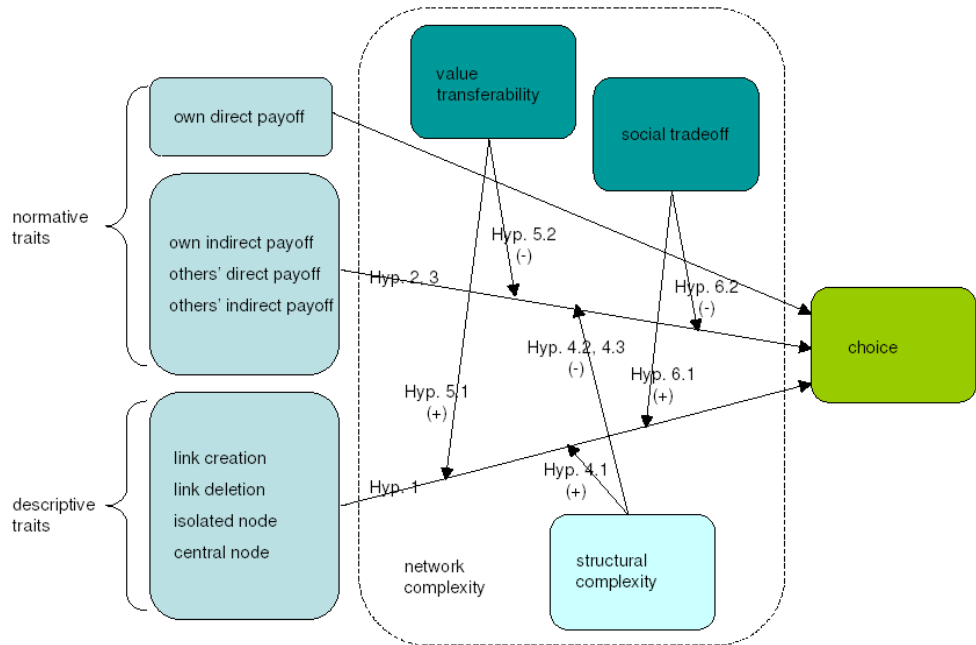 value
transferability
own direct payoff
social tradeoff
normative
traits
own indirect payoff
others' direct payoff
others' indirect payoff
Hyp. 5.2
(-)
Hyp. 2, 3
Hyp. 6.2
(-)
choice
Hyp. 4.2, 4.3
(-)
Hyp. 5.1
(+)
Hyp. 6.1
(+)
descriptive
traits
link creation
link deletion
isolated node
central node
Hyp. 1
Hyp. 4.1
(+)
network
complexity
structural
complexity